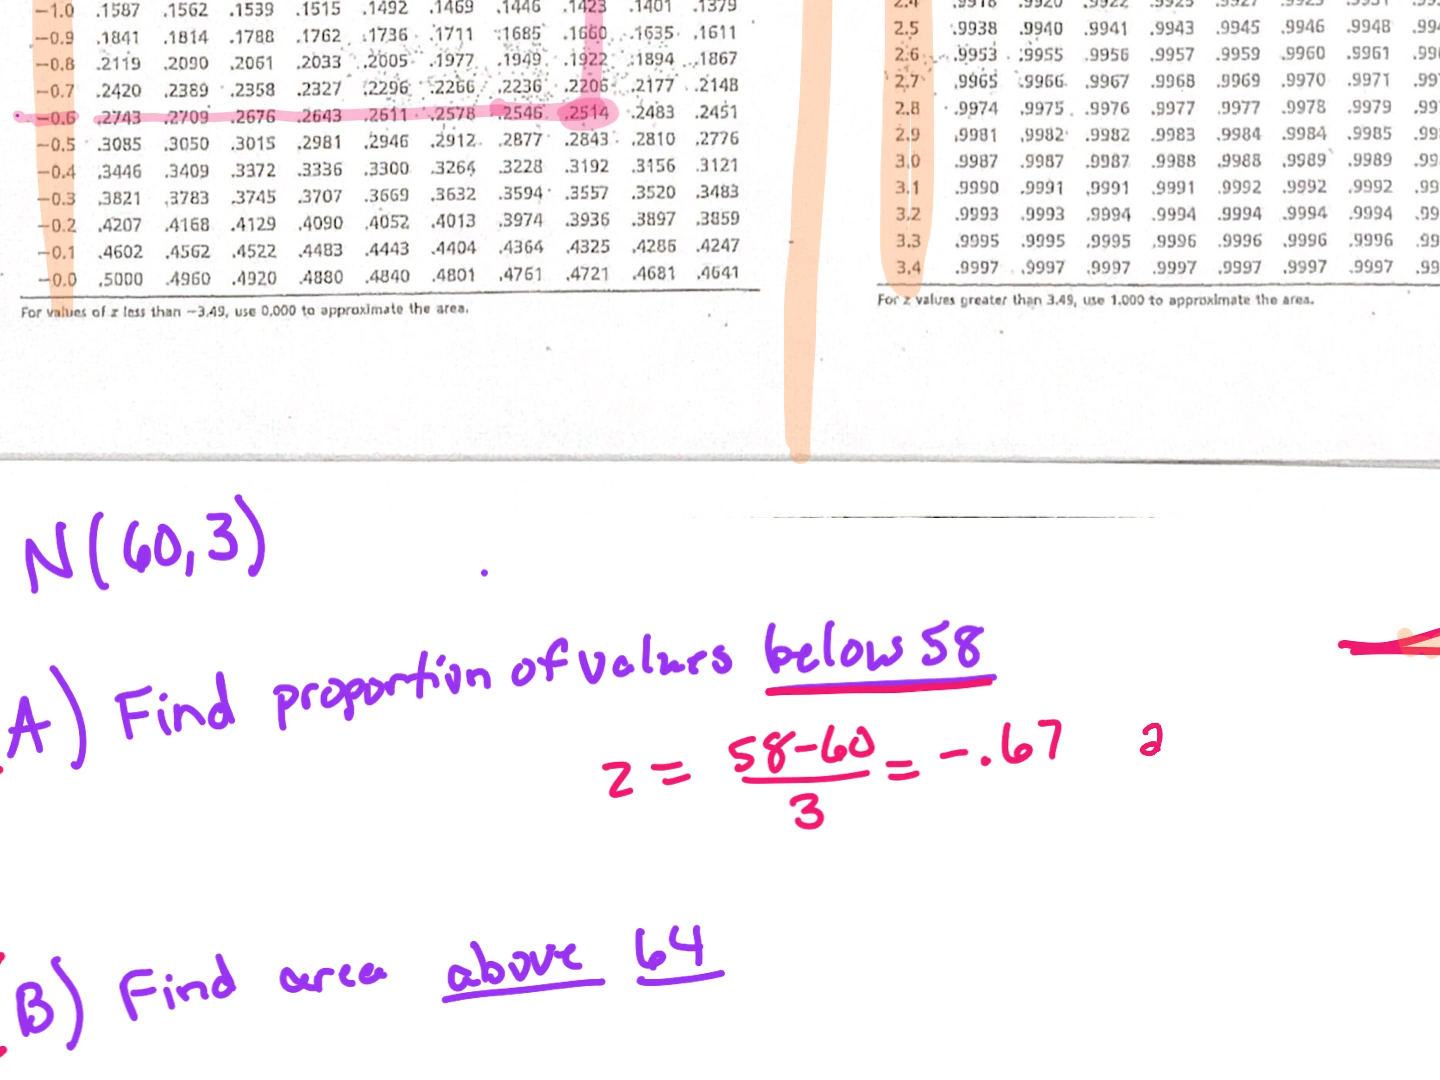 −1.0 .1587 .1562 .1539 .1515 .1492 .1469 .1446 .1423 .1401 .1379
−0.9 .1841 .1814 .1788 .1762 .1736 .1711 .1685 .1660 .1635 .1611
−0.8 .2119 .2090 .2061 .2033 .2005 .1977 .1949 .1922 .1894 .1867
−0.7 .2420 .2389 .2358 .2327 .2296 .2266 .2236 .2206 .2177 .2148
−0.6 .2743 .2709 .2676 .2643 .2611 .2578 .2546 .2514 .2483 .2451
−0.5 .3085 .3050 .3015 .2981 .2946 .2912 .2877 .2843 .2810 .2776
−0.4 .3446 .3409 .3372 .3336 .3300 .3264 .3228 .3192 .3156 .3121
−0.3 .3821 .3783 .3745 .3707 .3669 .3632 .3594 .3557 .3520 .3483
−0.2 .4207 .4168 .4129 .4090 .4052 .4013 .3974 .3936 .3897 .3859
−0.1 .4602 .4562 .4522 .4483 .4443 .4404 .4364 .4325 .4286 .4247
−0.0 .5000 .4960 .4920 .4880 .4840 .4801 .4761 .4721 .4681 .4641
For values of z less than −3.49, use 0.000 to approximate the area.
2.5 .9938 .9940 .9941 .9943 .9945 .9946 .9948
2.6 .9953 .9955 .9956 .9957 .9959 .9960 .9961
2.7 .9965 .9966 .9967 .9968 .9969 .9970 .9971
2.8 .9974 .9975 .9976 .9977 .9977 .9978 .9979
2.9 .9981 .9982 .9982 .9983 .9984 .9984 .9985
3.0 .9987 .9987 .9987 .9988 .9988 .9989 .9989
3.1 .9990 .9991 .9991 .9991 .9992 .9992 .9992
3.2 .9993 .9993 .9994 .9994 .9994 .9994 .9994
3.3 .9995 .9995 .9995 .9996 .9996 .9996 .9996
3.4 .9997 .9997 .9997 .9997 .9997 .9997 .9997
For z values greater than 3.49, use 1.000 to approximate the area.
N(60,3)
A) Find proportion of values below 58
z = 58-60 / 3 = -.67 a
B) Find area above 64